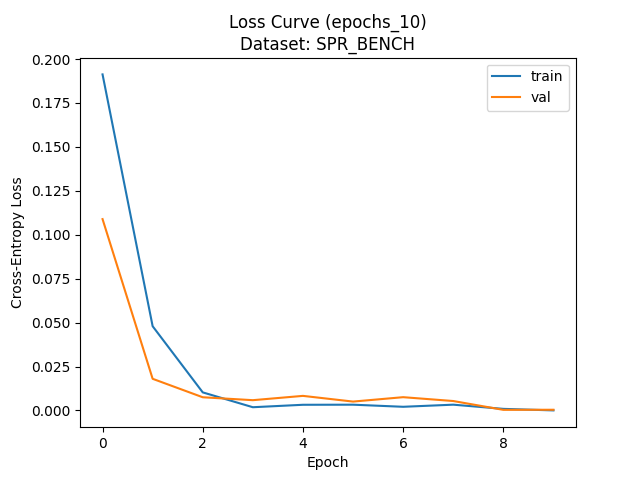 Loss Curve (epochs_10)
Dataset: SPR_BENCH
train
val
Cross-Entropy Loss
0.200
0.175
0.150
0.125
0.100
0.075
0.050
0.025
0.000
0 2 4 6 8
Epoch